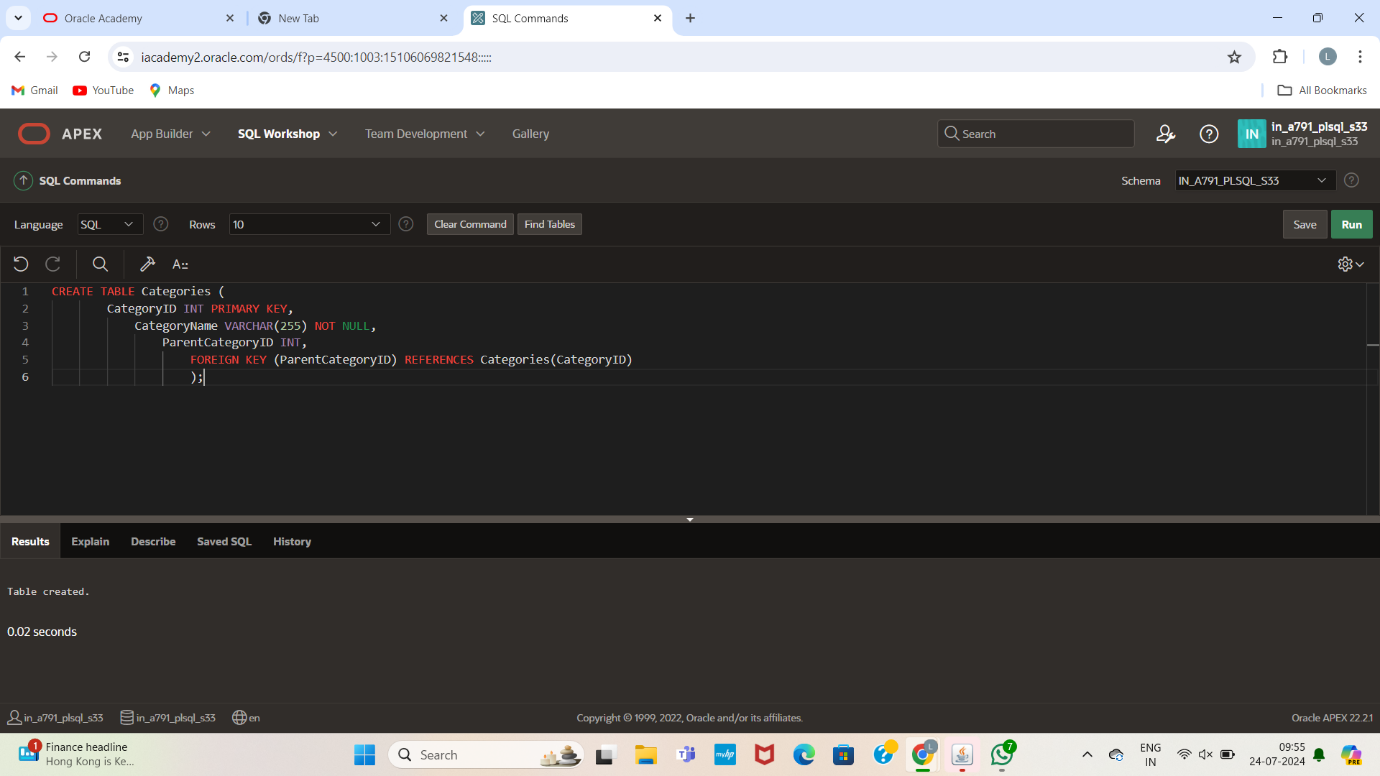 Oracle Academy
New Tab
SQL Commands
iacademy2.oracle.com/ords/f?p=4500:1003:15106069821548:::::
L
Gmail
YouTube
Maps
All Bookmarks
APEX
App Builder
SQL Workshop
Team Development
Gallery
Search
IN
in_a791_plsql_s33
in_a791_plsql_s33
SQL Commands
Schema
IN_A791_PLSQL_S33
Language
SQL
Rows
10
Clear Command
Find Tables
Save
Run
A::
1 CREATE TABLE Categories (
2 CategoryID INT PRIMARY KEY,
3 CategoryName VARCHAR(255) NOT NULL,
4 ParentCategoryID INT,
5 FOREIGN KEY (ParentCategoryID) REFERENCES Categories(CategoryID)
6 );
Results
Explain
Describe
Saved SQL
History
Table created.
0.02 seconds
in_a791_plsql_s33
in_a791_plsql_s33
en
Copyright © 1999, 2022, Oracle and/or its affiliates.
Oracle APEX 22.2.1
1
Finance headline
Hong Kong is Ke...
Search
myhp
L
7
ENG
IN
09:55
24-07-2024
PRE